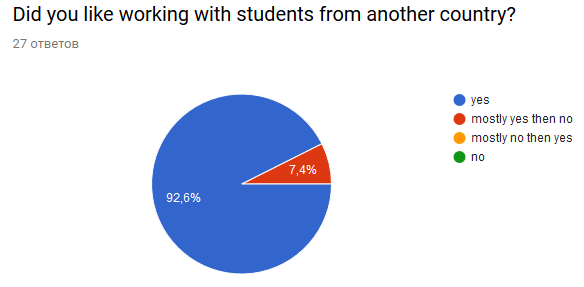 Did you like working with students from another country?
27 ответов
yes
mostly yes then no
mostly no then yes
no
92,6%
7,4%